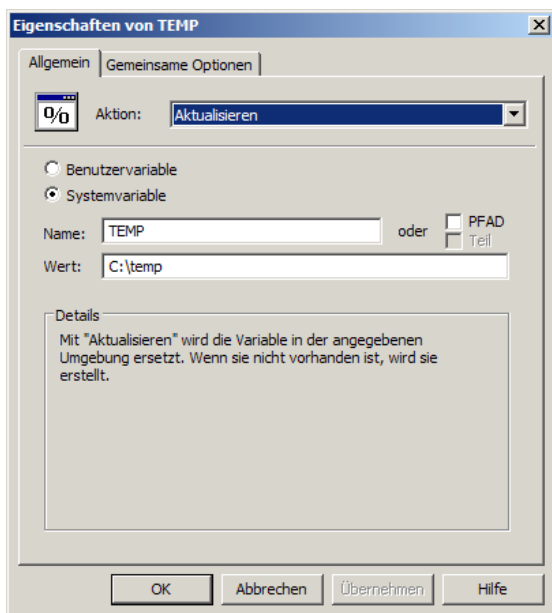 Eigenschaften von TEMP
Allgemein Gemeinsame Optionen
% Aktion: Aktualisieren
Benutzervariable
Systemvariable
Name: TEMP oder PFAD
Teil
Wert: C:\temp
Details
Mit "Aktualisieren" wird die Variable in der angegebenen
Umgebung ersetzt. Wenn sie nicht vorhanden ist, wird sie
erstellt.
OK Abbrechen Übernehmen Hilfe